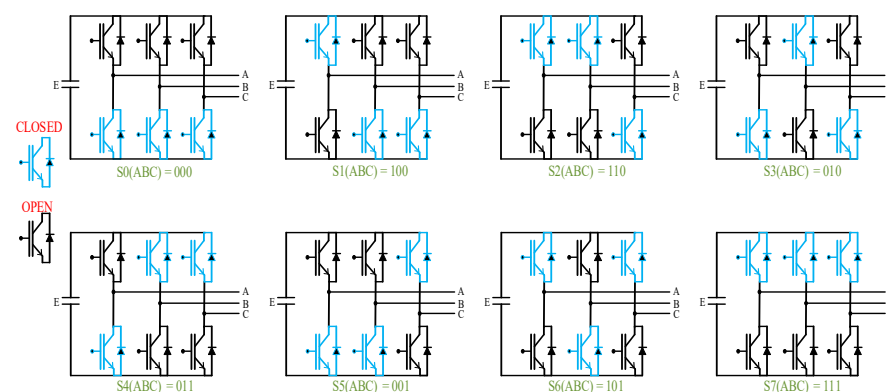 E
A
B
C
S0(ABC) = 000
E
A
B
C
S1(ABC) = 100
E
A
B
C
S2(ABC) = 110
E
S3(ABC) = 010
CLOSED
OPEN
E
A
B
C
S4(ABC) = 011
E
A
B
C
S5(ABC) = 001
E
A
B
C
S6(ABC) = 101
E
S7(ABC) = 111